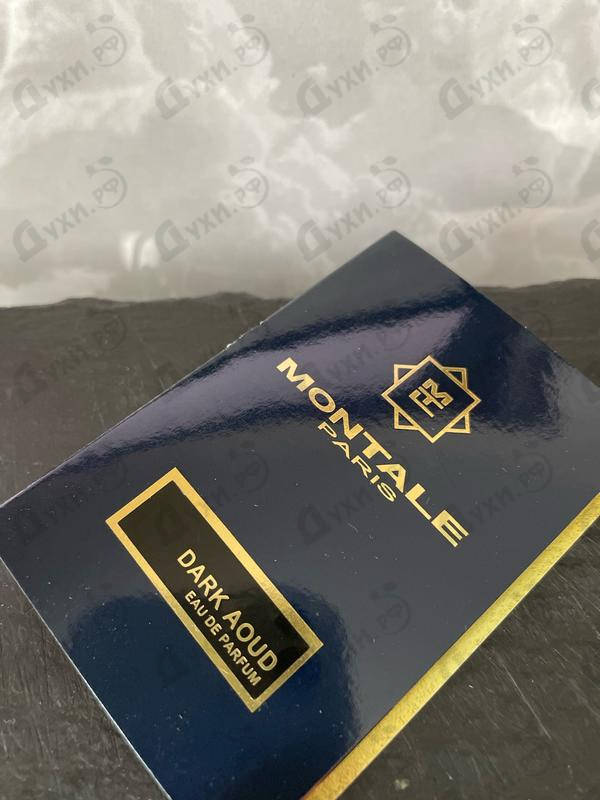 MONTALE
PARIS
DARK AOUD
EAU DE PARFUM
Духи.рф